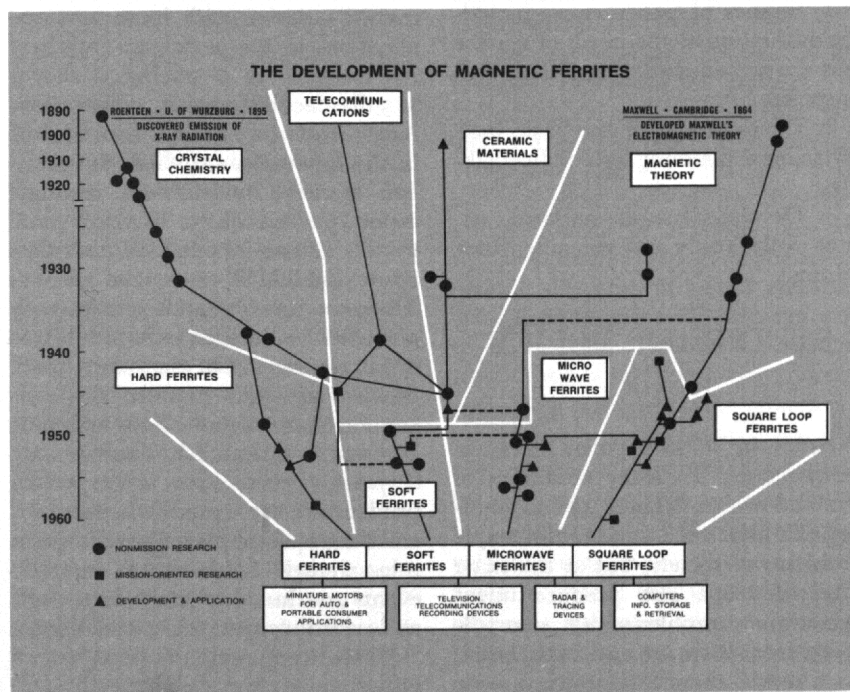 THE DEVELOPMENT OF MAGNETIC FERRITES
1890
1900
1910
1920
1930
1940
1950
1960
ROENTGEN • U. OF WURZBURG • 1895
DISCOVERED EMISSION OF
X-RAY RADIATION
CRYSTAL
CHEMISTRY
TELECOMMUNI-
CATIONS
CERAMIC
MATERIALS
MAXWELL • CAMBRIDGE • 1864
DEVELOPED MAXWELL'S
ELECTROMAGNETIC THEORY
MAGNETIC
THEORY
HARD FERRITES
MICRO
WAVE
FERRITES
SQUARE LOOP
FERRITES
SOFT
FERRITES
NONMISSION RESEARCH
MISSION-ORIENTED RESEARCH
DEVELOPMENT & APPLICATION
HARD
FERRITES
SOFT
FERRITES
MICROWAVE
FERRITES
SQUARE LOOP
FERRITES
MINIATURE MOTORS
FOR AUTO &
PORTABLE CONSUMER
APPLICATIONS
TELEVISION
TELECOMMUNICATIONS
RECORDING DEVICES
RADAR &
TRACING
DEVICES
COMPUTERS
INFO. STORAGE
& RETRIEVAL